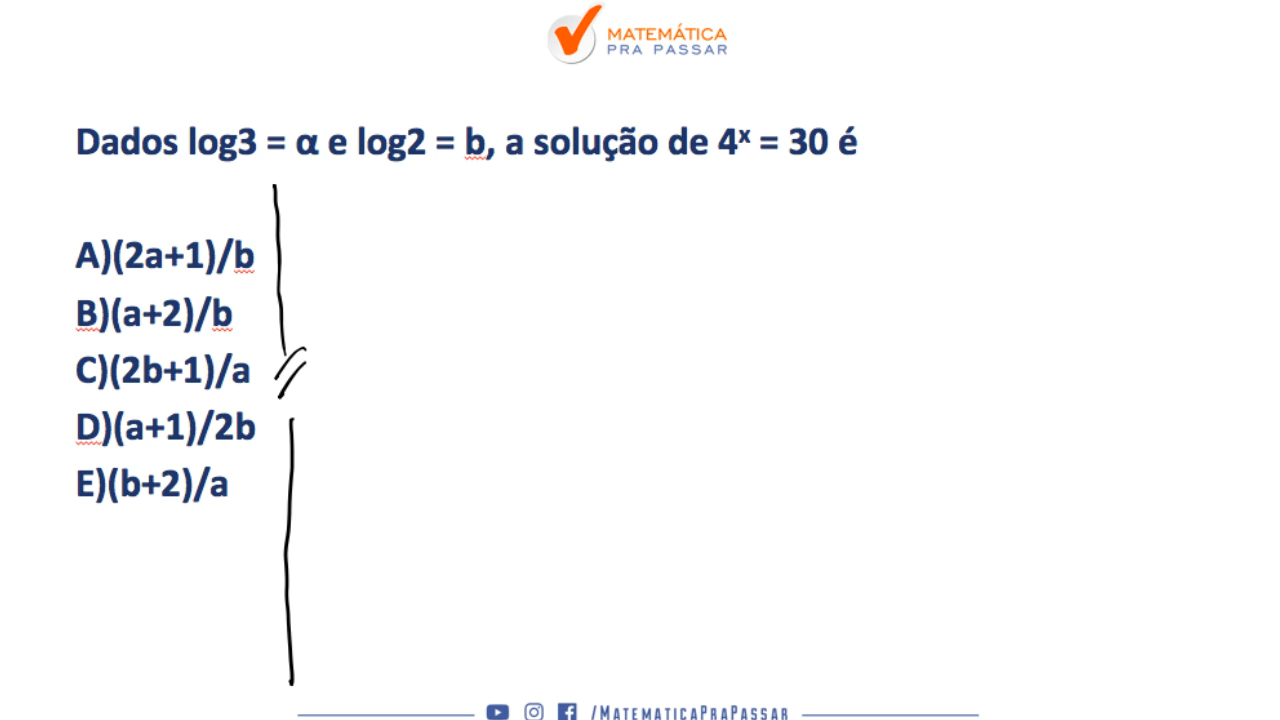 MATEMÁTICA
PRA PASSAR
Dados log3 = α e log2 = b, a solução de 4ˣ = 30 é
A)(2a+1)/b
B)(a+2)/b
C)(2b+1)/a
D)(a+1)/2b
E)(b+2)/a
/MATEMATICAPRAPASSAR